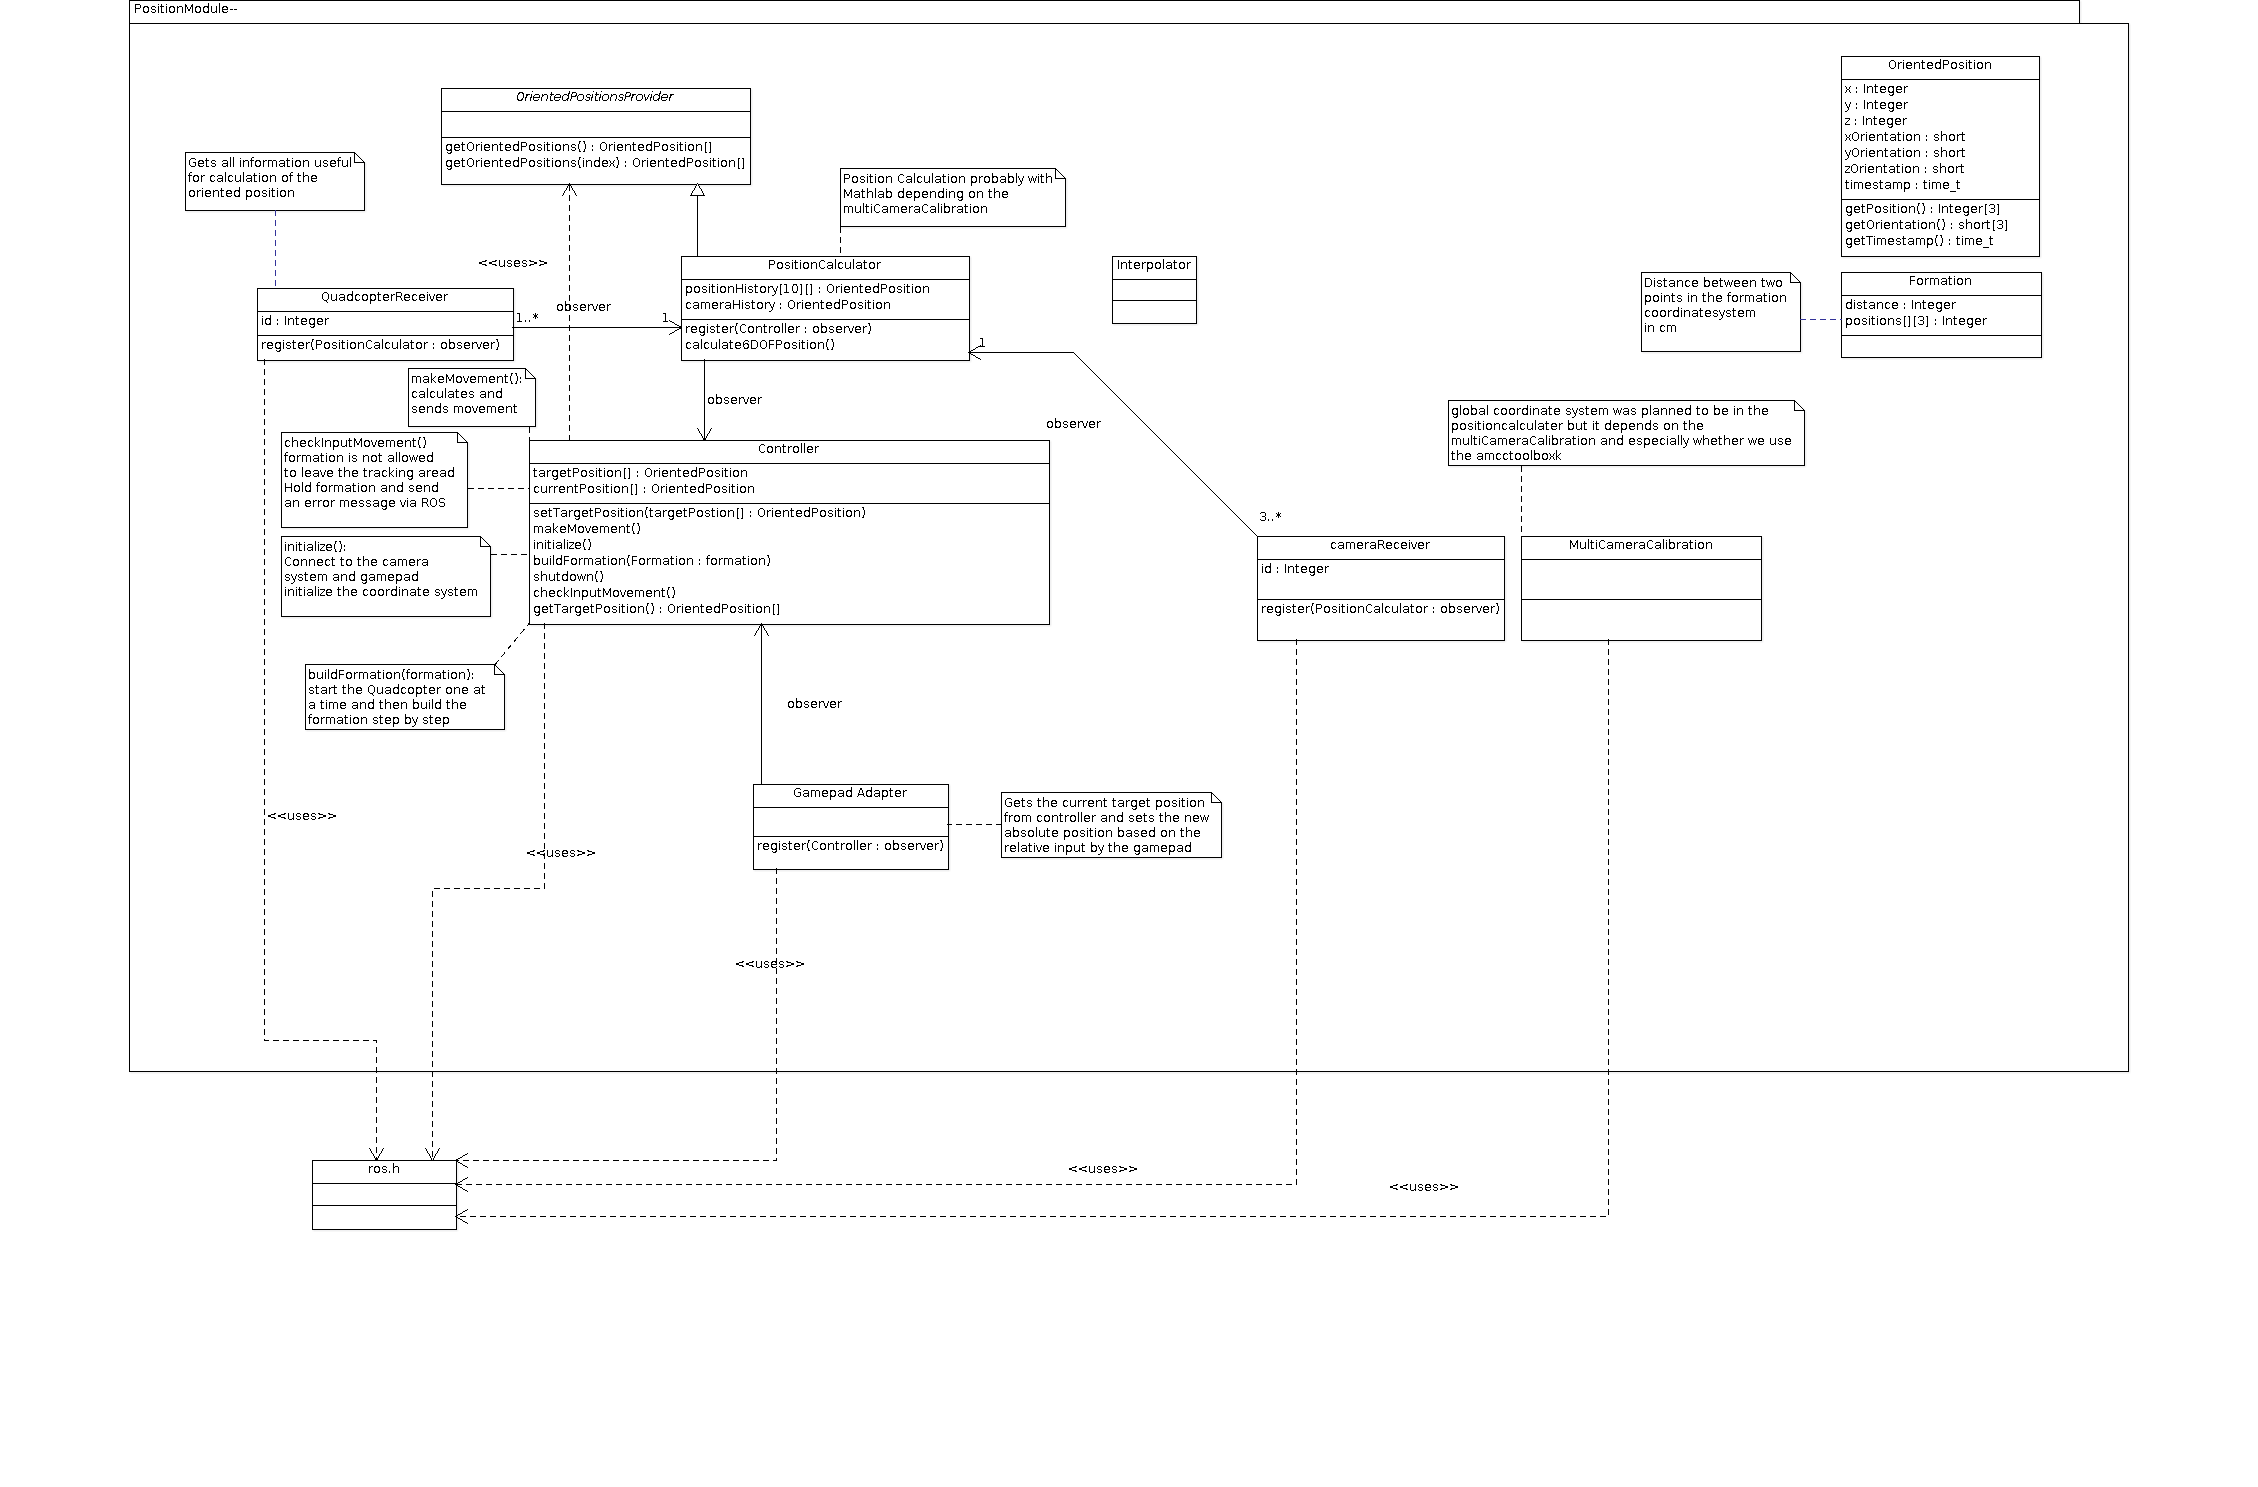 PositionModule--
OrientedPosition
x : Integer
y : Integer
z : Integer
xOrientation : short
yOrientation : short
zOrientation : short
timestamp : time_t
getPosition() : Integer[3]
getOrientation() : short[3]
getTimestamp() : time_t
OrientedPositionsProvider
getOrientedPositions() : OrientedPosition[]
getOrientedPositions(index) : OrientedPosition[]
Gets all information useful
for calculation of the
oriented position
Position Calculation probably with
Mathlab depending on the
multiCameraCalibration
<<uses>>
PositionCalculator
positionHistory[10][] : OrientedPosition
cameraHistory : OrientedPosition
register(Controller : observer)
calculate6DOFPosition()
Interpolator
Distance between two
points in the formation
coordinatesystem
in cm
Formation
distance : Integer
positions[][3] : Integer
QuadcopterReceiver
id : Integer
register(PositionCalculator : observer)
observer
1..*
1
1
makeMovement():
calculates and
sends movement
observer
observer
global coordinate system was planned to be in the
positioncalculater but it depends on the
multiCameraCalibration and especially whether we use
the amcctoolboxk
checkInputMovement()
formation is not allowed
to leave the tracking aread
Hold formation and send
an error message via ROS
Controller
targetPosition[] : OrientedPosition
currentPosition[] : OrientedPosition
setTargetPosition(targetPostion[] : OrientedPosition)
makeMovement()
initialize()
buildFormation(Formation : formation)
shutdown()
checkInputMovement()
getTargetPosition() : OrientedPosition[]
3..*
initialize():
Connect to the camera
system and gamepad
initialize the coordinate system
cameraReceiver
id : Integer
register(PositionCalculator : observer)
MultiCameraCalibration
buildFormation(formation):
start the Quadcopter one at
a time and then build the
formation step by step
observer
Gamepad Adapter
register(Controller : observer)
Gets the current target position
from controller and sets the new
absolute position based on the
relative input by the gamepad
<<uses>>
<<uses>>
<<uses>>
ros.h
<<uses>>
<<uses>>